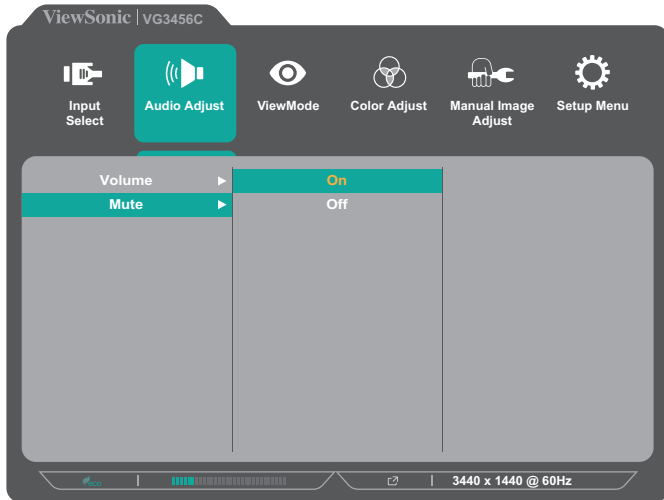 ViewSonic | VG3456C
Input
Select
Audio Adjust
ViewMode
Color Adjust
Manual Image
Adjust
Setup Menu
Volume
On
Mute
Off
eco
3440 x 1440 @ 60Hz